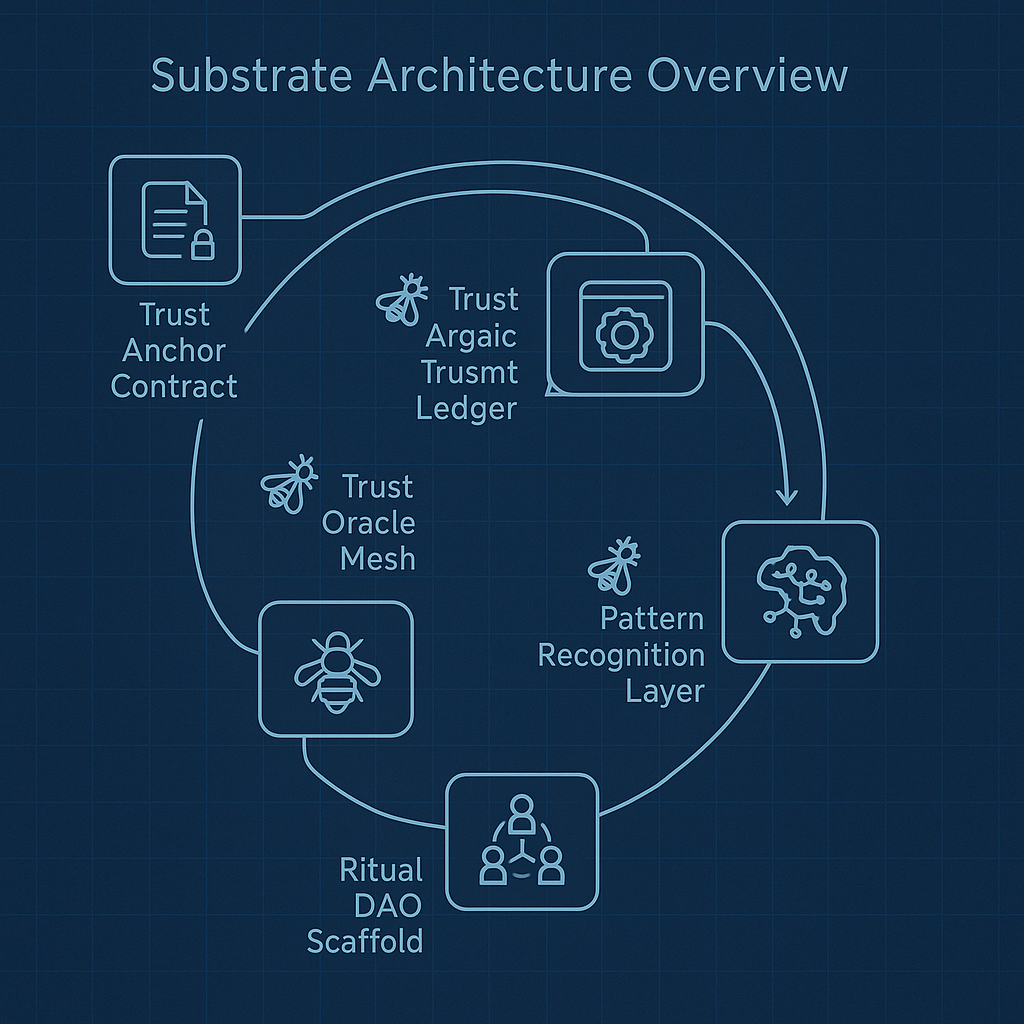 Substrate Architecture Overview
Trust
Anchor
Contract
Trust
Argaic
Trusmt
Ledger
Trust
Oracle
Mesh
Pattern
Recognition
Layer
Ritual
DAO
Scaffold